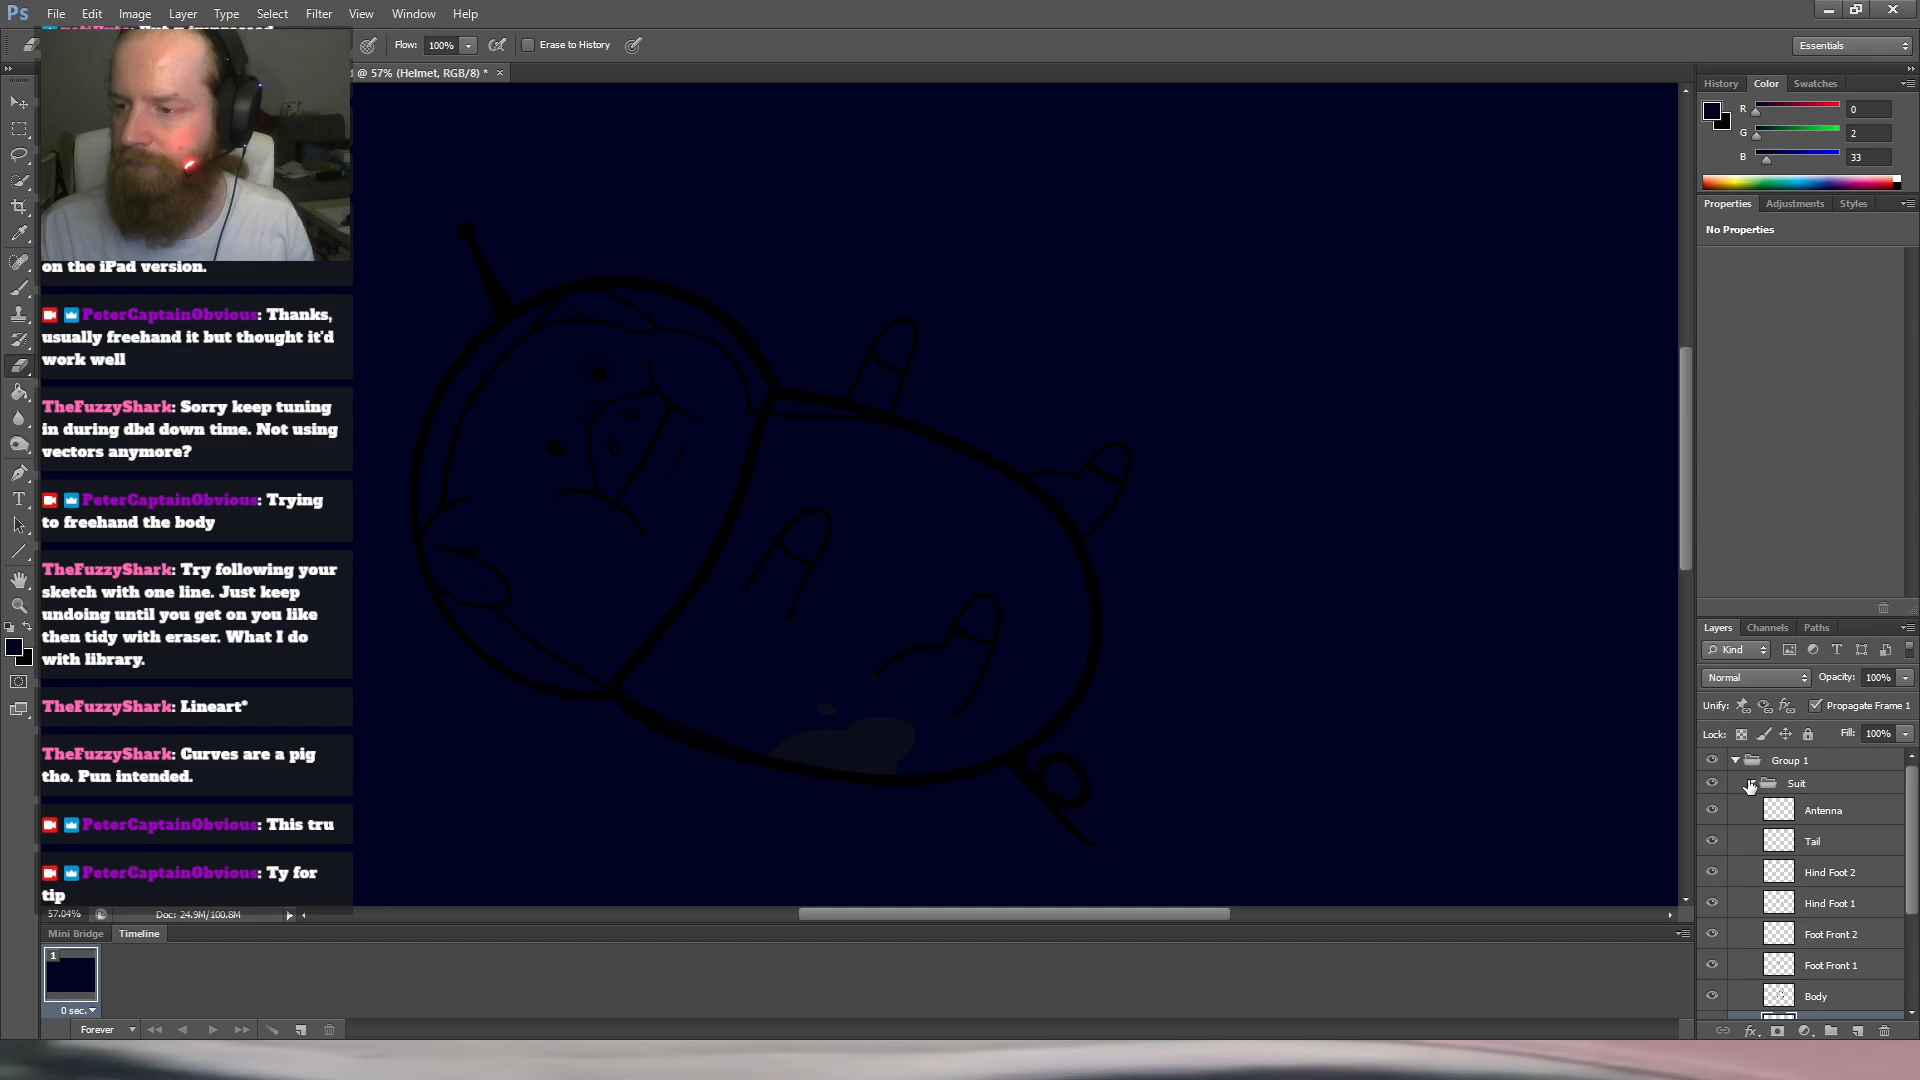 Ps File Edit Image Layer Type Select Filter View Window Help
Flow: 100% Erase to History Essentials
@ 57% (Helmet, RGB/8) * ×
on the iPad version.
PeterCaptainObvious: Thanks,
usually freehand it but thought it'd
work well
TheFuzzyShark: Sorry keep tuning
in during dbd down time. Not using
vectors anymore?
PeterCaptainObvious: Trying
to freehand the body
TheFuzzyShark: Try following your
sketch with one line. Just keep
undoing until you get on you like
then tidy with eraser. What I do
with library.
TheFuzzyShark: Lineart*
TheFuzzyShark: Curves are a pig
tho. Pun intended.
PeterCaptainObvious: This tru
PeterCaptainObvious: Ty for
tip
57.04% Doc: 24.9M/100.8M
Mini Bridge Timeline
1
0 sec.
Forever
History Color Swatches
R 0
G 2
B 33
Properties Adjustments Styles
No Properties
Layers Channels Paths
Kind
Normal Opacity: 100%
Unify: Propagate Frame 1
Lock: Fill: 100%
Group 1
Suit
Antenna
Tail
Hind Foot 2
Hind Foot 1
Foot Front 2
Foot Front 1
Body